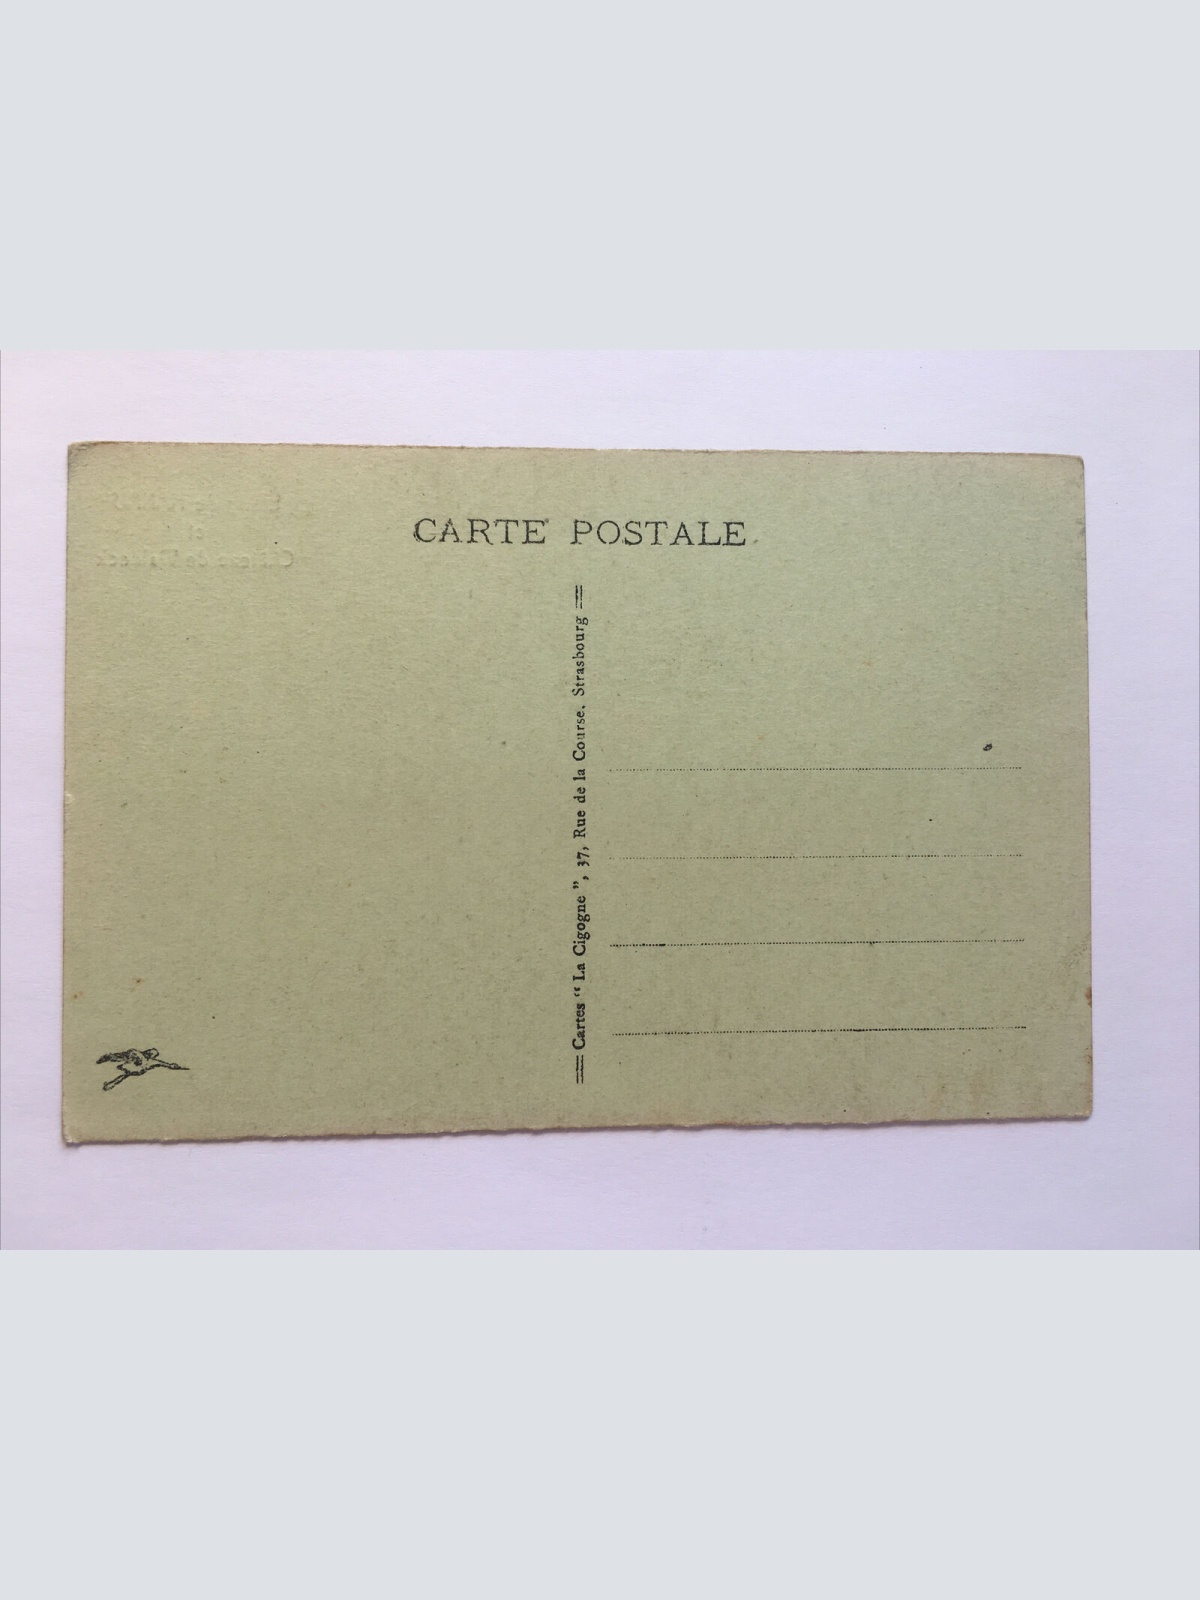 CARTE POSTALE
Cartes “ La Cigogne ”, 37, Rue de la Course, Strasbourg